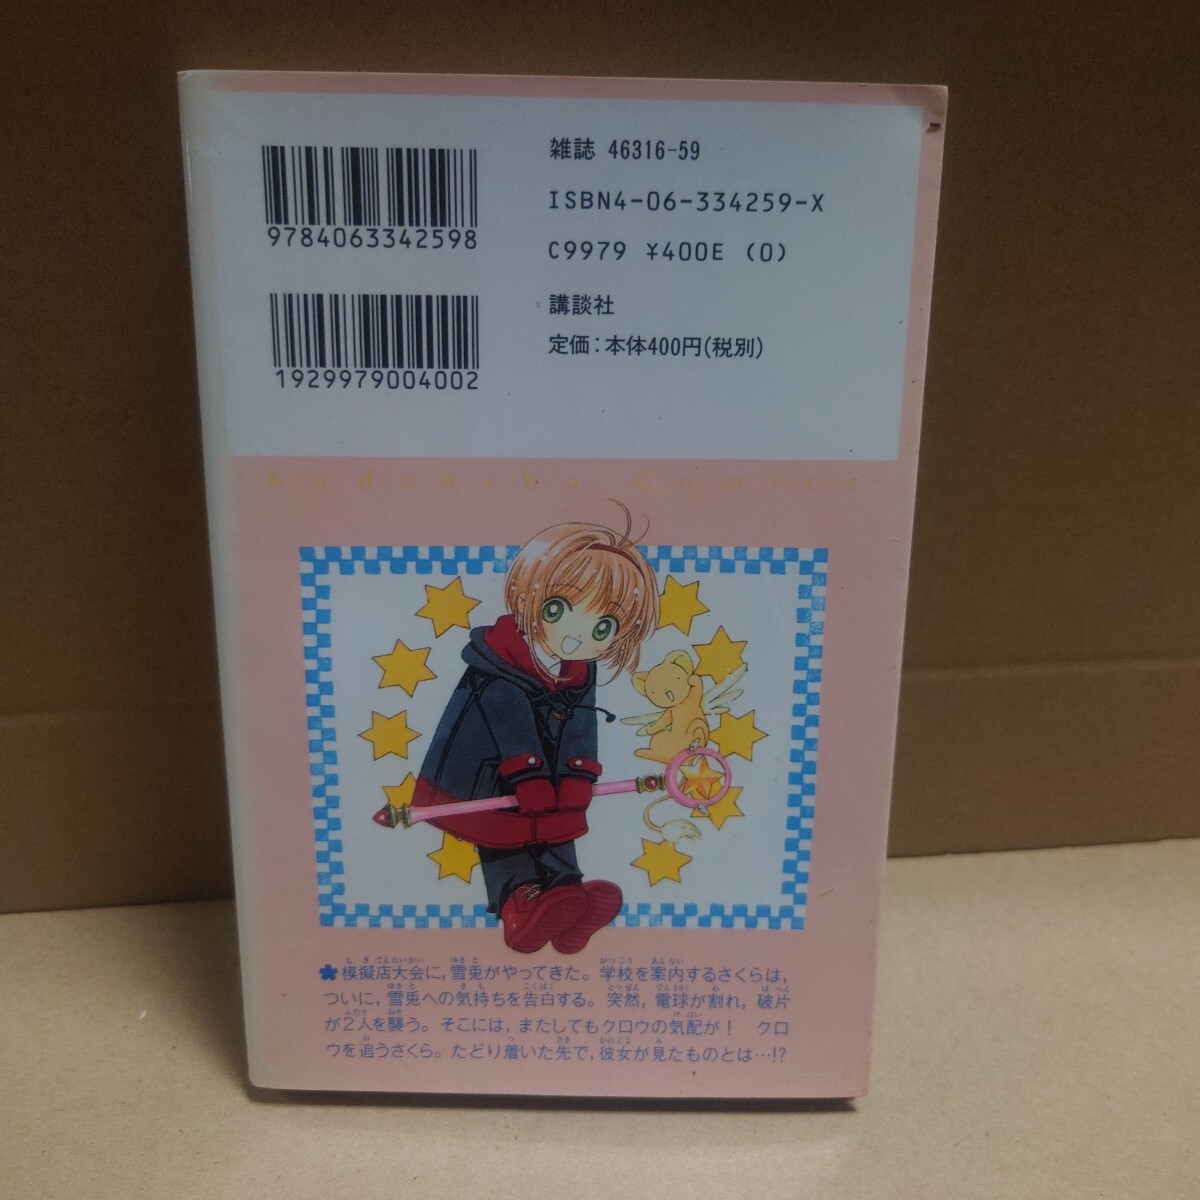 雑誌 46316-59
ISBN4-06-334259-X
9784063342598
C9979 ¥400E (0)
講談社
1929979004002
定価:本体400円(税別)
Kodansha Comics
模擬店大会に,雪兎がやってきた。学校を案内するさくらは,
ついに,雪兎への気持ちを告白する。突然,電球が割れ,破片
が2人を襲う。そこには,またしてもクロウの気配が! クロ
ウを追うさくら。たどり着いた先で,彼女が見たものとは…!?